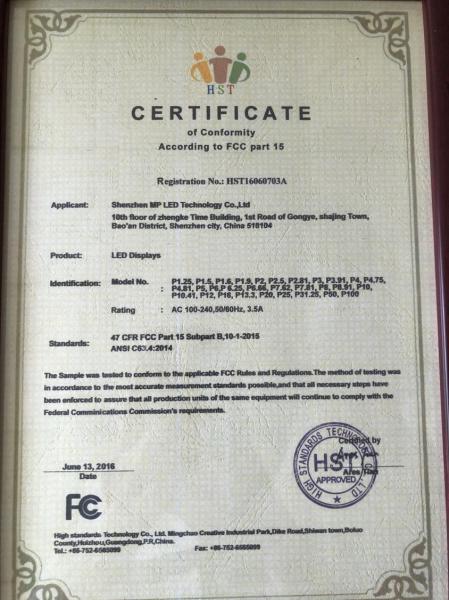 HST
CERTIFICATE
of Conformity
According to FCC part 15
Registration No.: HST16060703A
Applicant: Shenzhen MP LED Technology Co.,Ltd
10th floor of zhengke Time Building, 1st Road of Gongye, shajing Town,
Bao'an District, Shenzhen city, China 518104
Product: LED Displays
Identification: Model No. : P1.25, P1.5, P1.6, P1.9, P2, P2.5, P2.81, P3, P3.91, P4, P4.75,
P4.81, P5, P6,P 6.25, P6.66, P7.62, P7.81, P8, P8.91, P10,
P10.41, P12, P16, P13.3, P20, P25, P31.25, P50, P100
Rating : AC 100-240,50/60Hz, 3.5A
Standards: 47 CFR FCC Part 15 Subpart B,10-1-2015
ANSI C63.4:2014
The Sample was tested to conform to the applicable FCC Rules and Regulations.The method of testing was
in accordance to the most accurate measurement standards possible,and that all necessary steps have
been enforced to assure that all production units of the same equipment will continue to comply with the
Federal Comminications Commission's requirements.
June 13, 2016
Date
Certified by
HIGH STANDARDS TECHNOLOGY CO., LTD
HST
APPROVED
FC
High standards Technology Co., Ltd. Mingchao Creative Industrial Park,Dike Road,Shiwan town,Boluo
County,Huizhou,Guangdong,P.R,China.
Tel.: +86-752-6565099 Fax: +86-752-6565099